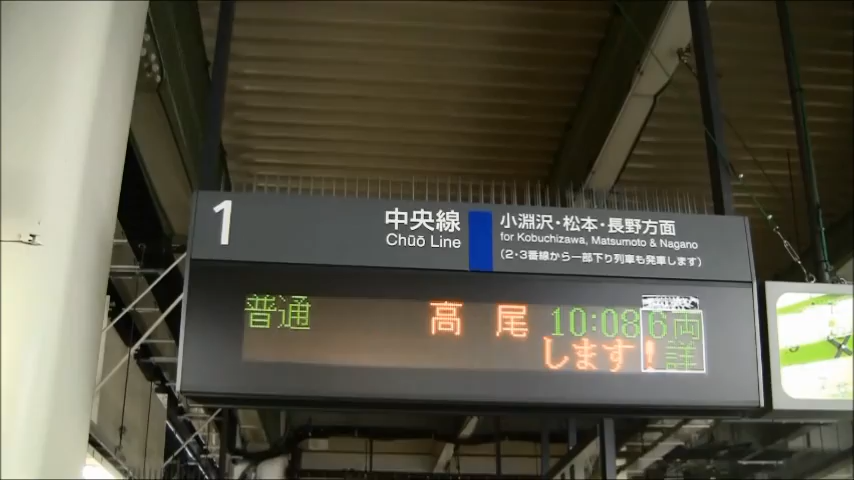 1
中央線
Chūō Line
小淵沢・松本・長野方面
for Kobuchizawa, Matsumoto & Nagano
（2・3番線から一部下り列車も発車します）
普通 高 尾 10:08 6両
します！ 詳